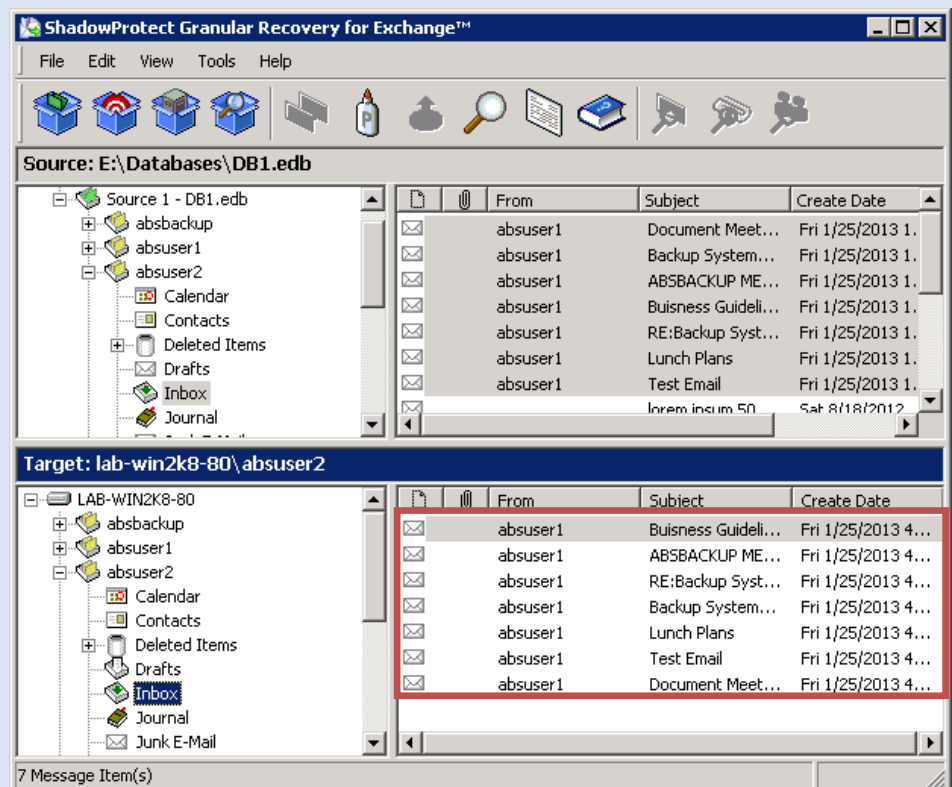 ShadowProtect Granular Recovery for Exchange™
File Edit View Tools Help
P
Source: E:\Databases\DB1.edb
Source 1 - DB1.edb
absbackup
absuser1
absuser2
Calendar
Contacts
Deleted Items
Drafts
Inbox
Journal
From Subject Create Date
absuser1 Document Meet... Fri 1/25/2013 1.
absuser1 Backup System... Fri 1/25/2013 1.
absuser1 ABSBACKUP ME... Fri 1/25/2013 1.
absuser1 Buisness Guideli... Fri 1/25/2013 1.
absuser1 RE:Backup Syst... Fri 1/25/2013 1.
absuser1 Lunch Plans Fri 1/25/2013 1.
absuser1 Test Email Fri 1/25/2013 1.
lorem ipsum 50 Sat 8/18/2012
Target: lab-win2k8-80\absuser2
LAB-WIN2K8-80
absbackup
absuser1
absuser2
Calendar
Contacts
Deleted Items
Drafts
Inbox
Journal
Junk E-Mail
From Subject Create Date
absuser1 Buisness Guideli... Fri 1/25/2013 4...
absuser1 ABSBACKUP ME... Fri 1/25/2013 4...
absuser1 RE:Backup Syst... Fri 1/25/2013 4...
absuser1 Backup System... Fri 1/25/2013 4...
absuser1 Lunch Plans Fri 1/25/2013 4...
absuser1 Test Email Fri 1/25/2013 4...
absuser1 Document Meet... Fri 1/25/2013 4...
7 Message Item(s)